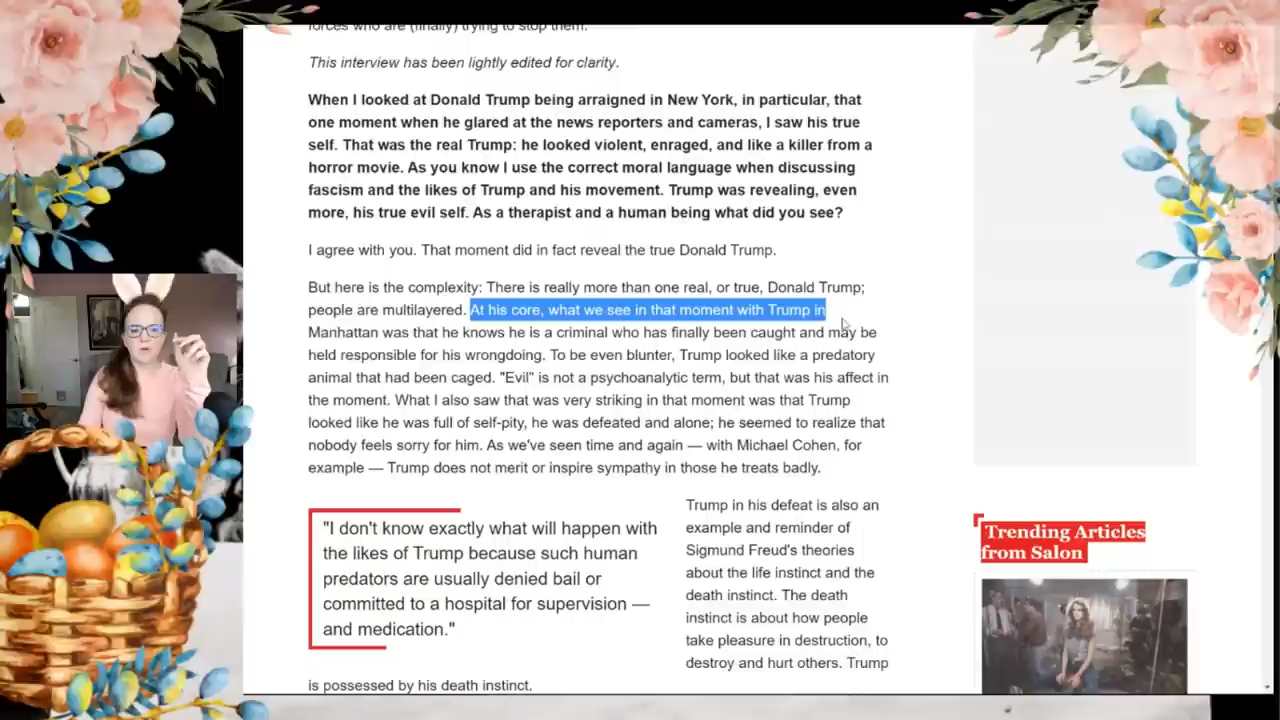 forces who are (finally) trying to stop them.
This interview has been lightly edited for clarity.
When I looked at Donald Trump being arraigned in New York, in particular, that
one moment when he glared at the news reporters and cameras, I saw his true
self. That was the real Trump: he looked violent, enraged, and like a killer from a
horror movie. As you know I use the correct moral language when discussing
fascism and the likes of Trump and his movement. Trump was revealing, even
more, his true evil self. As a therapist and a human being what did you see?
I agree with you. That moment did in fact reveal the true Donald Trump.
But here is the complexity: There is really more than one real, or true, Donald Trump;
people are multilayered. At his core, what we see in that moment with Trump in
Manhattan was that he knows he is a criminal who has finally been caught and may be
held responsible for his wrongdoing. To be even blunter, Trump looked like a predatory
animal that had been caged. "Evil" is not a psychoanalytic term, but that was his affect in
the moment. What I also saw that was very striking in that moment was that Trump
looked like he was full of self-pity, he was defeated and alone; he seemed to realize that
nobody feels sorry for him. As we've seen time and again — with Michael Cohen, for
example — Trump does not merit or inspire sympathy in those he treats badly.
"I don't know exactly what will happen with
the likes of Trump because such human
predators are usually denied bail or
committed to a hospital for supervision —
and medication."
Trump in his defeat is also an
example and reminder of
Sigmund Freud's theories
about the life instinct and the
death instinct. The death
instinct is about how people
take pleasure in destruction, to
destroy and hurt others. Trump
is possessed by his death instinct.
Trending Articles
from Salon